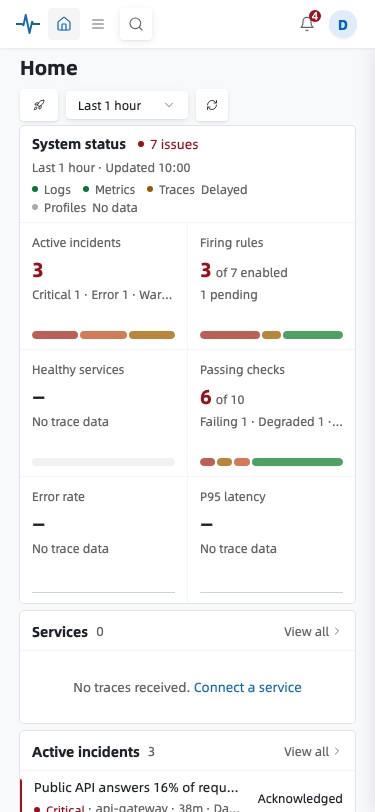 4
D
Home
Last 1 hour
System status 7 issues
Last 1 hour · Updated 10:00
Logs Metrics Traces Delayed
Profiles No data
Active incidents
3
Critical 1 · Error 1 · War...
Firing rules
3 of 7 enabled
1 pending
Healthy services
–
No trace data
Passing checks
6 of 10
Failing 1 · Degraded 1 ·...
Error rate
–
No trace data
P95 latency
–
No trace data
Services 0 View all
No traces received. Connect a service
Active incidents 3 View all
Public API answers 16% of requ...
Acknowledged
Critical · api-gateway · 38m · Da...